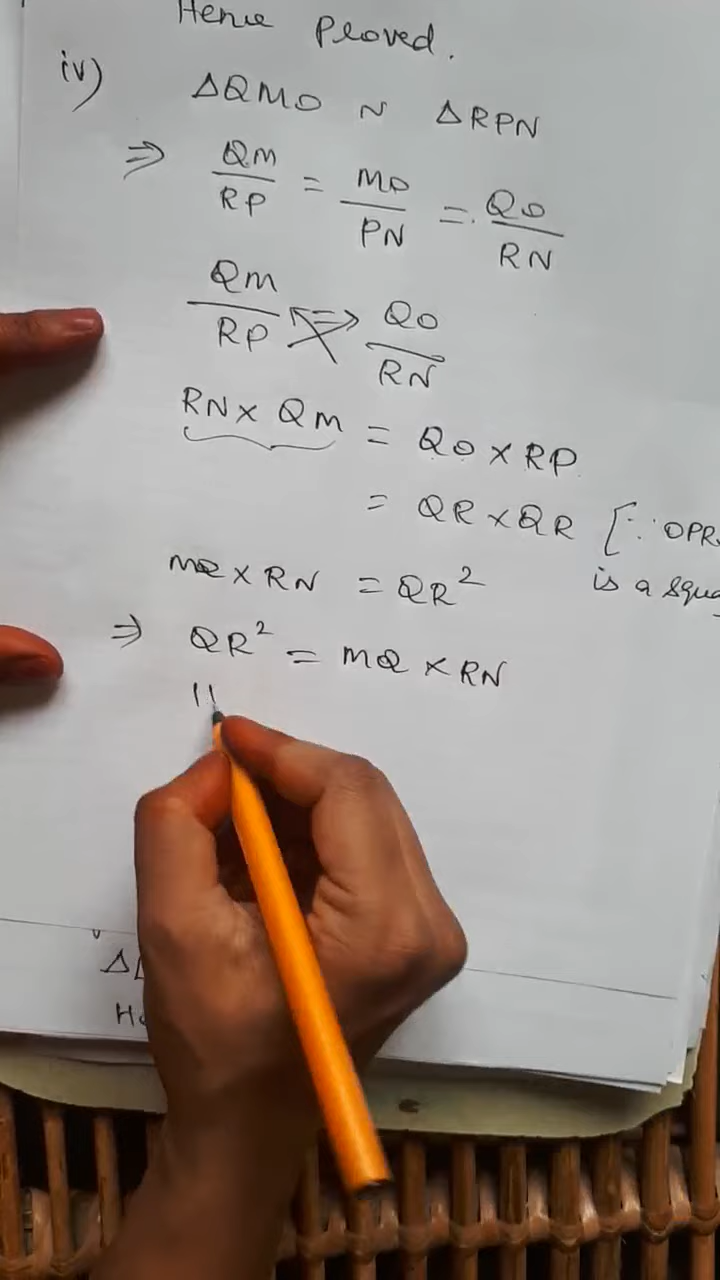 Hence Proved.
iv) ΔQMO ~ ΔRPN
⇒ QM/RP = MO/PN = QO/RN
QM/RP = QO/RN
RN × QM = QO × RP
= QR × QR [∵ OPR
is a squa
MQ × RN = QR²
⇒ QR² = MQ × RN
Δ